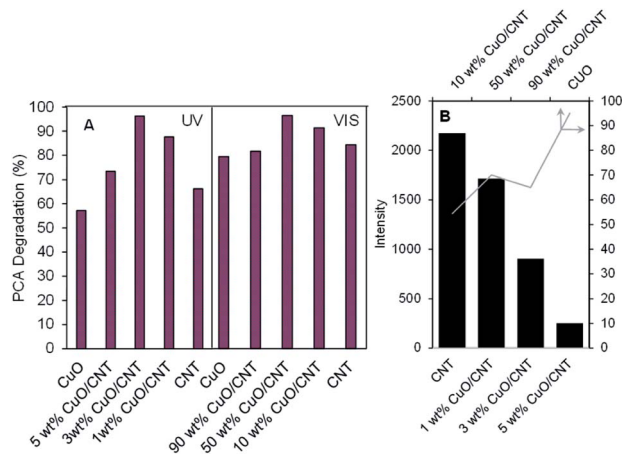 A
UV
VIS
PCA Degradation (%)
100
90
80
70
60
50
40
30
20
10
0
CuO
5 wt% CuO/CNT
3wt% CuO/CNT
1wt% CuO/CNT
CNT
CuO
90 wt% CuO/CNT
50 wt% CuO/CNT
10 wt% CuO/CNT
CNT
10 wt% CuO/CNT
50 wt% CuO/CNT
90 wt% CuO/CNT
CUO
B
Intensity
2500
2000
1500
1000
500
0
100
90
80
70
60
50
40
30
20
10
0
CNT
1 wt% CuO/CNT
3 wt% CuO/CNT
5 wt% CuO/CNT